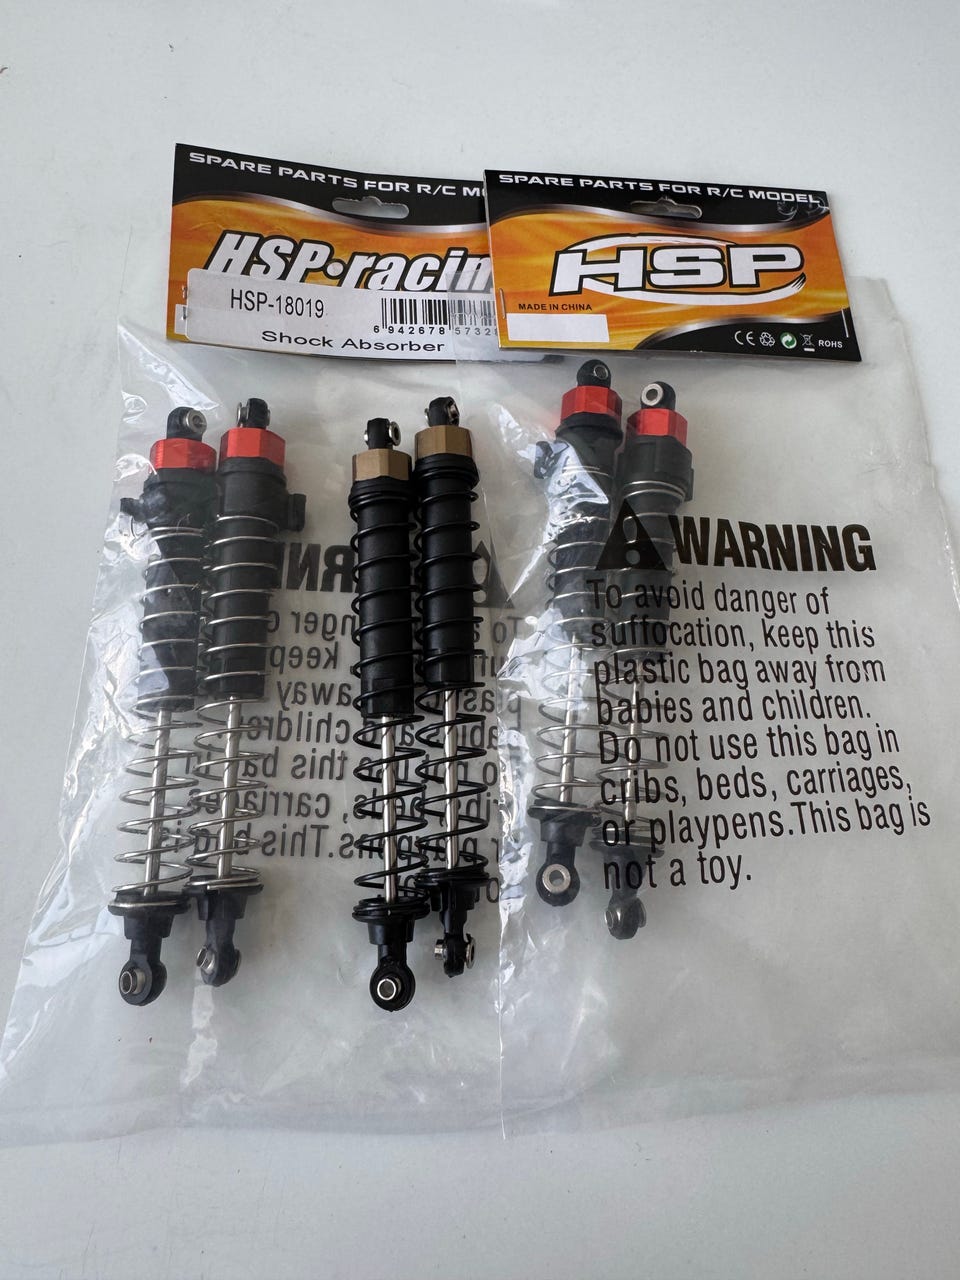 SPARE PARTS FOR R/C MO
HSP·racin
HSP-18019
6 942678 5732
Shock Absorber
SPARE PARTS FOR R/C MODEL
HSP
MADE IN CHINA
CE
ROHS
WARNING
To avoid danger of
suffocation, keep this
plastic bag away from
babies and children.
Do not use this bag in
cribs, beds, carriages,
or playpens.This bag is
not a toy.